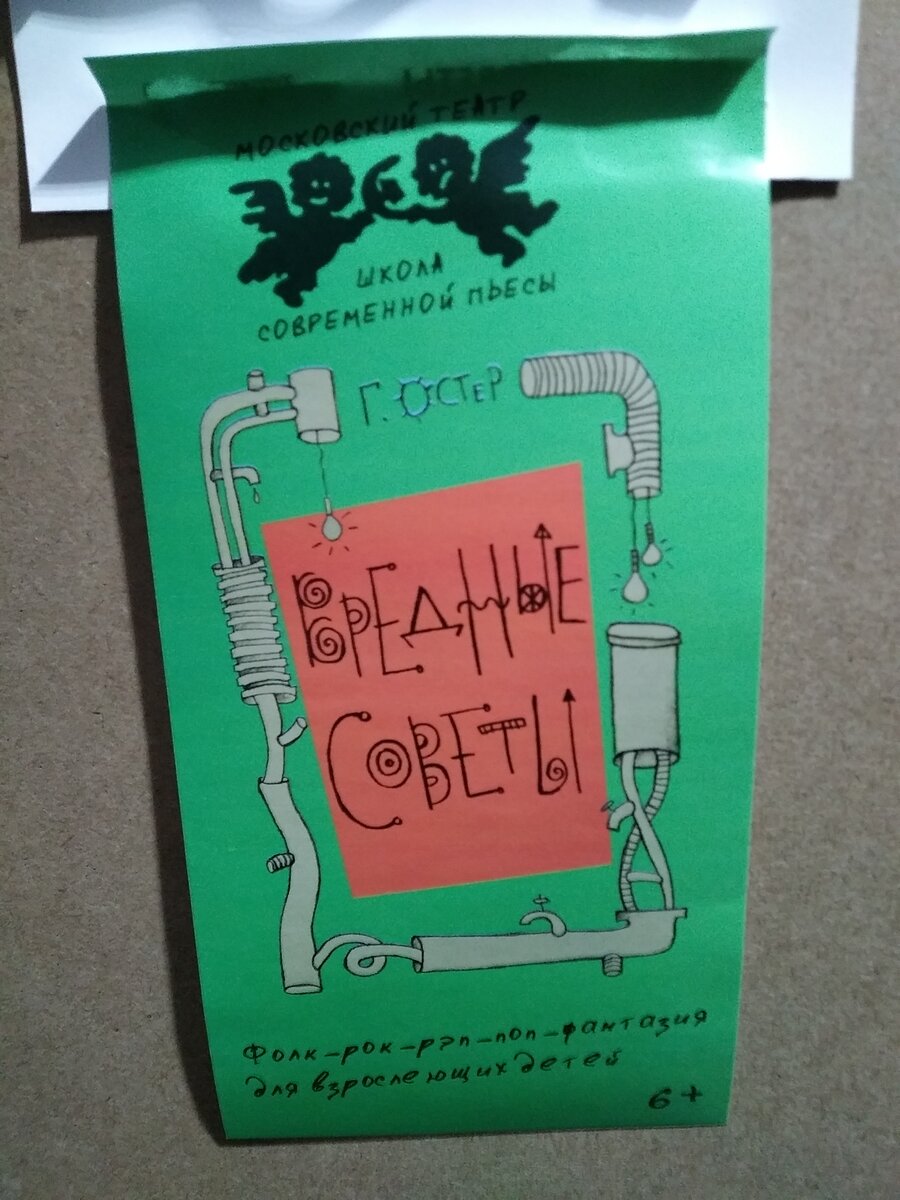 МОСКОВСКИЙ ТЕАТР
ШКОЛА
СОВРЕМЕННОЙ ПЬЕСЫ
Г. ОСТЕР
ВРЕДНЫЕ
СОВЕТЫ
Фолк-рок-рэп-поп-фантазия
для взрослеющих детей
6+